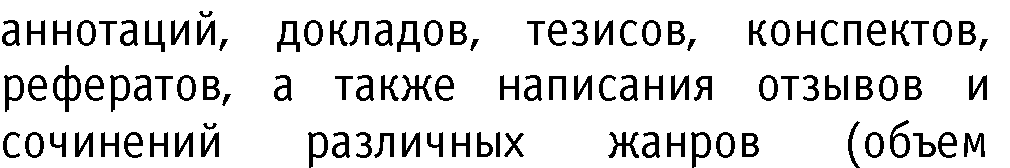 аннотаций, докладов, тезисов, конспектов,
рефератов, а также написания отзывов и
сочинений различных жанров (объем